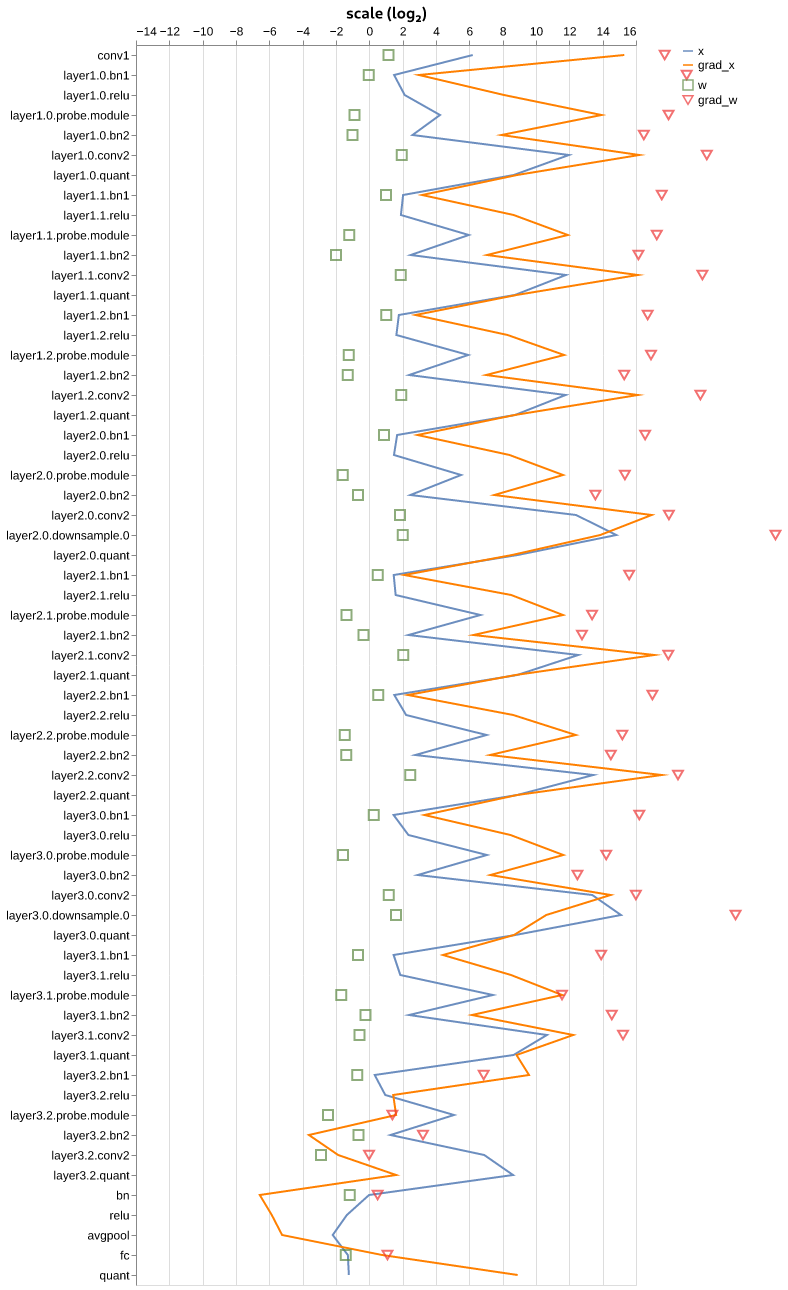 scale (log₂)
−14 −12 −10 −8 −6 −4 −2 0 2 4 6 8 10 12 14 16
x
grad_x
w
grad_w
conv1
layer1.0.bn1
layer1.0.relu
layer1.0.probe.module
layer1.0.bn2
layer1.0.conv2
layer1.0.quant
layer1.1.bn1
layer1.1.relu
layer1.1.probe.module
layer1.1.bn2
layer1.1.conv2
layer1.1.quant
layer1.2.bn1
layer1.2.relu
layer1.2.probe.module
layer1.2.bn2
layer1.2.conv2
layer1.2.quant
layer2.0.bn1
layer2.0.relu
layer2.0.probe.module
layer2.0.bn2
layer2.0.conv2
layer2.0.downsample.0
layer2.0.quant
layer2.1.bn1
layer2.1.relu
layer2.1.probe.module
layer2.1.bn2
layer2.1.conv2
layer2.1.quant
layer2.2.bn1
layer2.2.relu
layer2.2.probe.module
layer2.2.bn2
layer2.2.conv2
layer2.2.quant
layer3.0.bn1
layer3.0.relu
layer3.0.probe.module
layer3.0.bn2
layer3.0.conv2
layer3.0.downsample.0
layer3.0.quant
layer3.1.bn1
layer3.1.relu
layer3.1.probe.module
layer3.1.bn2
layer3.1.conv2
layer3.1.quant
layer3.2.bn1
layer3.2.relu
layer3.2.probe.module
layer3.2.bn2
layer3.2.conv2
layer3.2.quant
bn
relu
avgpool
fc
quant